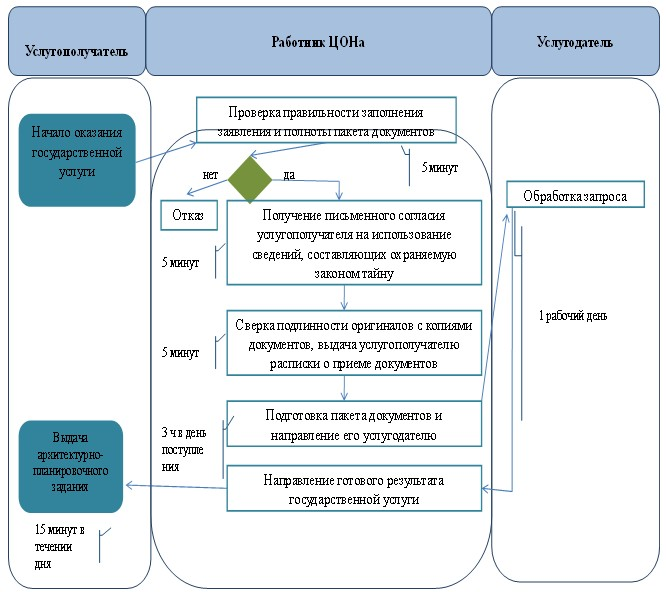 Услугополучатель
Работник ЦОНа
Услугодатель
Начало оказания
государственной
услуги
Проверка правильности заполнения
заявления и полноты пакета документов
нет
да
5 минут
Отказ
Получение письменного согласия
услугополучателя на использование
сведений, составляющих охраняемую
законом тайну
5 минут
Обработка запроса
1 рабочий день
Сверка подлинности оригиналов с копиями
документов, выдача услугополучателю
расписки о приеме документов
5 минут
Подготовка пакета документов и
направление его услугодателю
3 ч в день
поступле
ния
Направление готового результата
государственной услуги
Выдача
архитектурно-
планировочного
задания
15 минут в
течении
дня